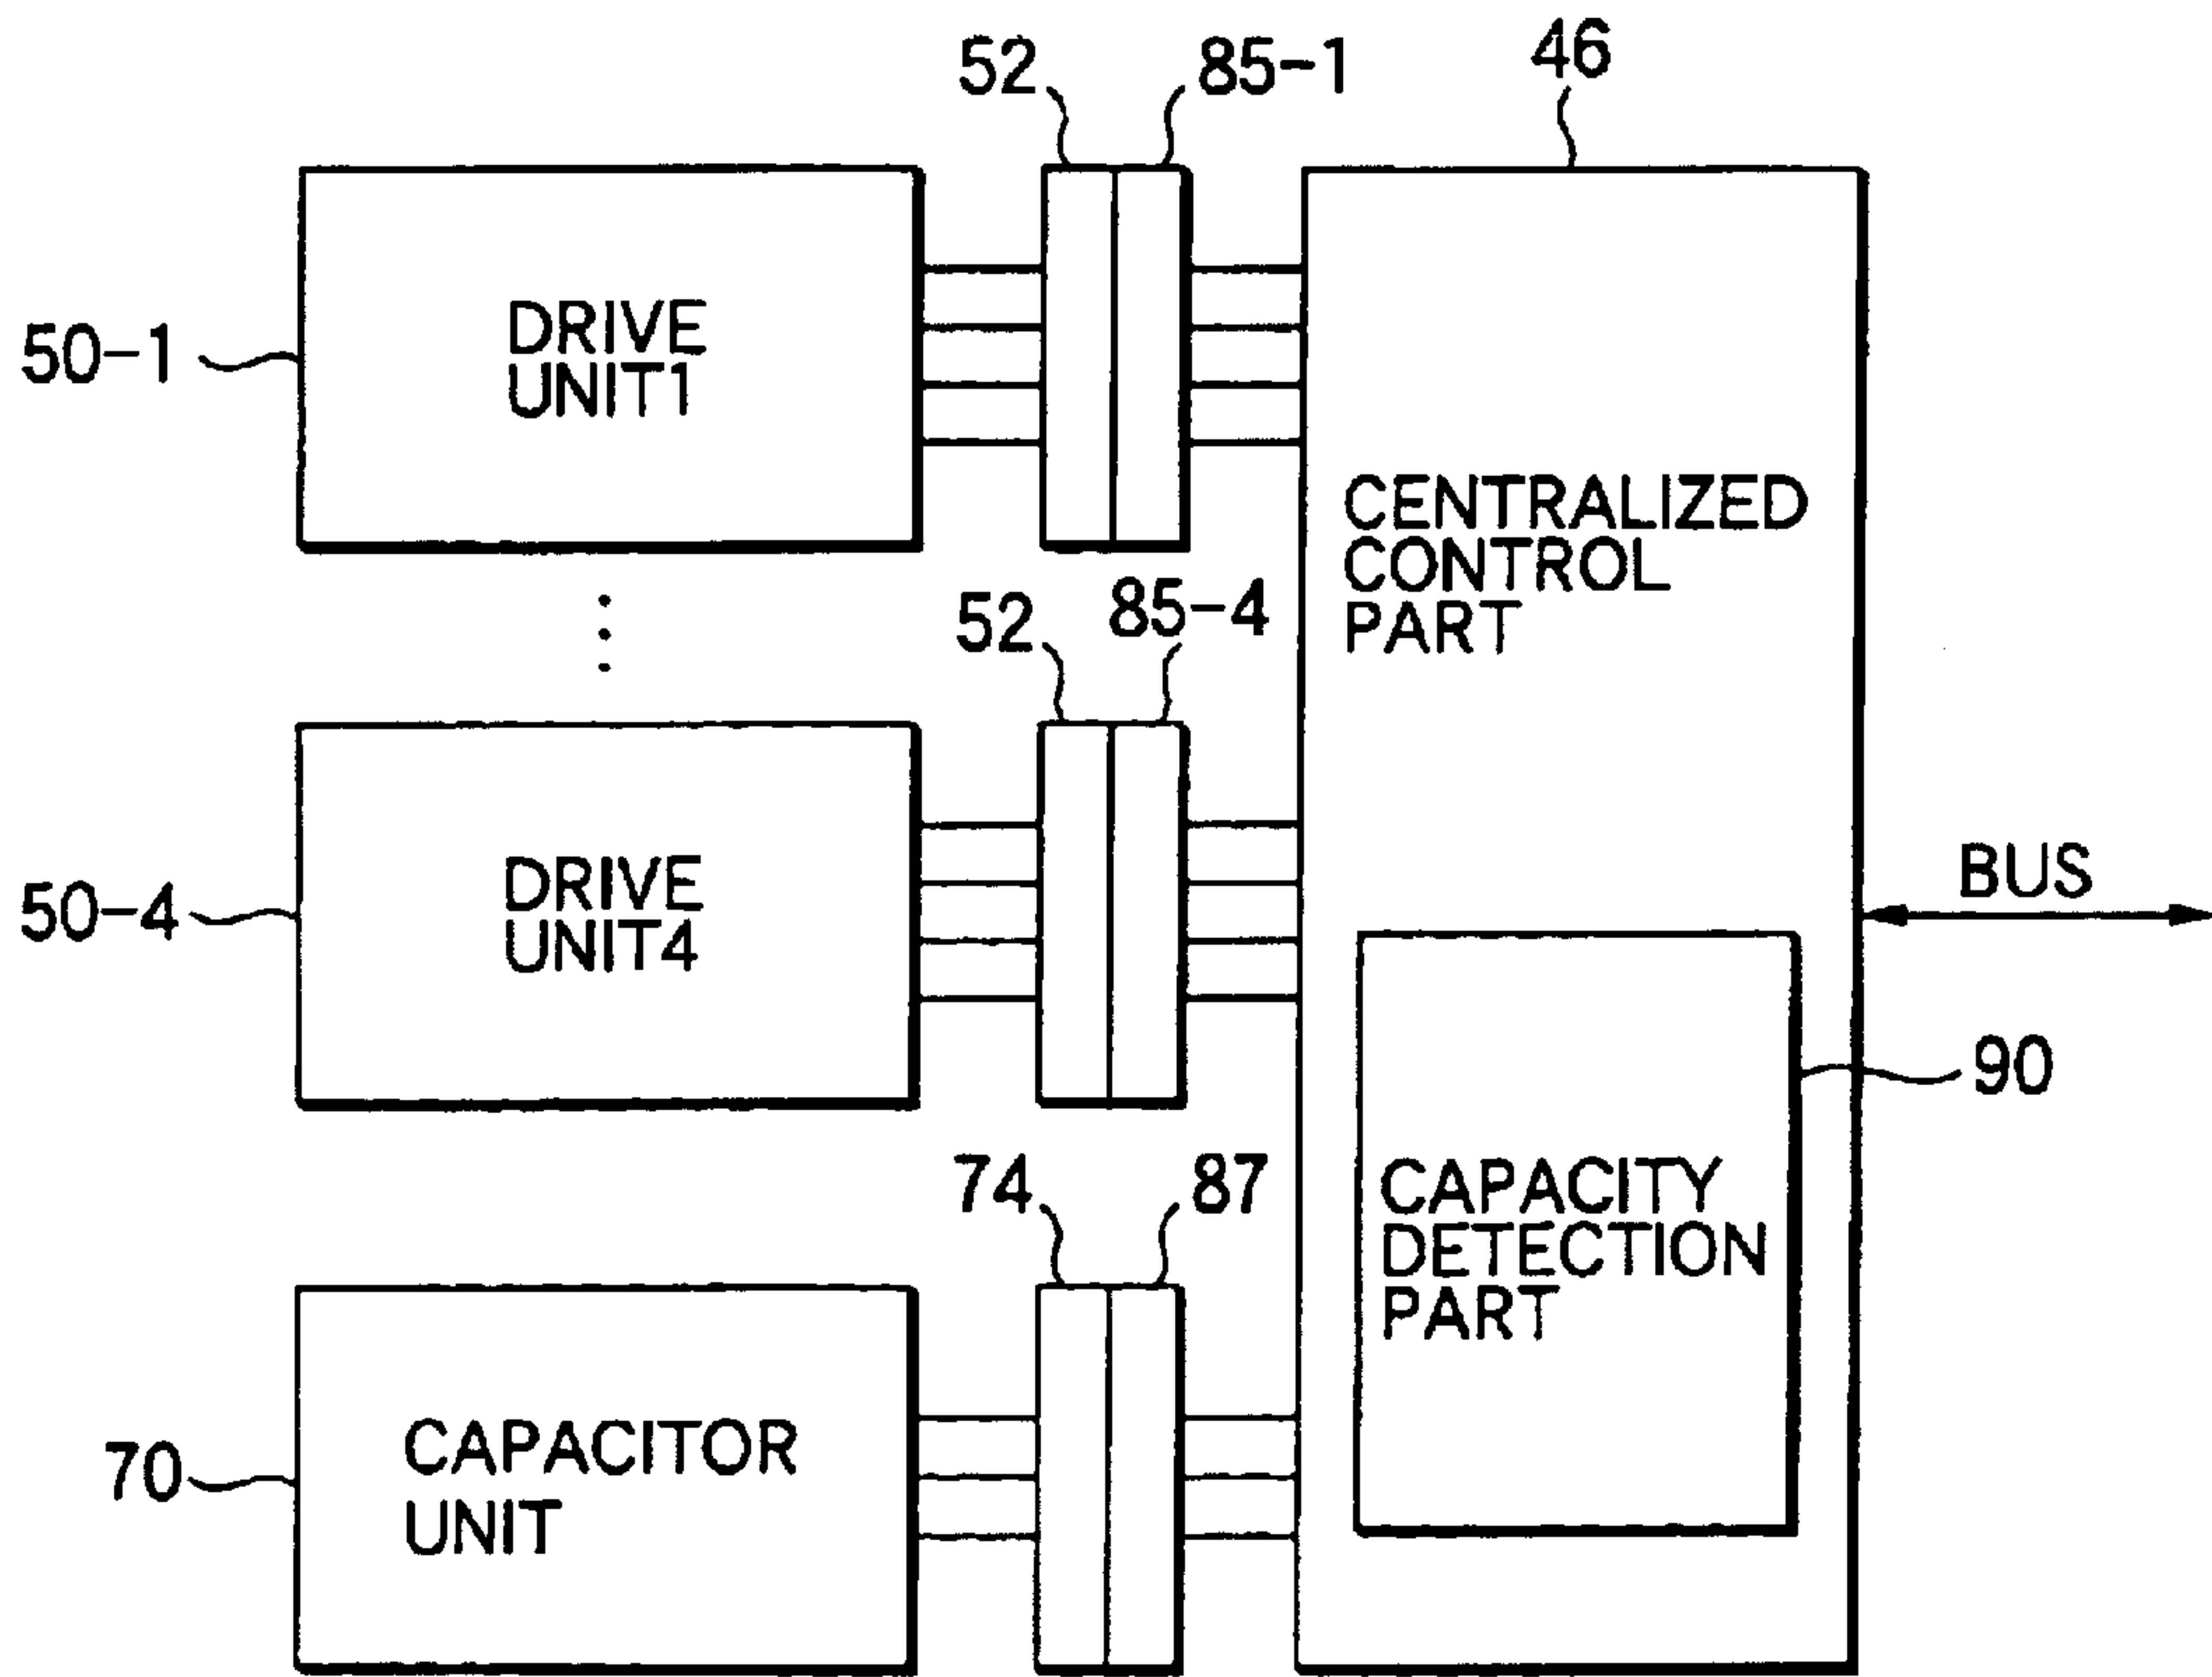 52
85-1
46
50-1
DRIVE
UNIT1
CENTRALIZED
CONTROL
PART
52
85-4
50-4
DRIVE
UNIT4
BUS
90
74
87
CAPACITY
DETECTION
PART
70
CAPACITOR
UNIT